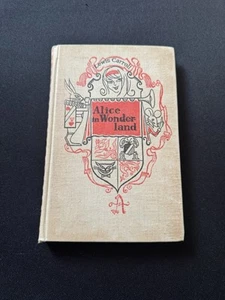 Lewis Carroll
Alice
in Wonder
land